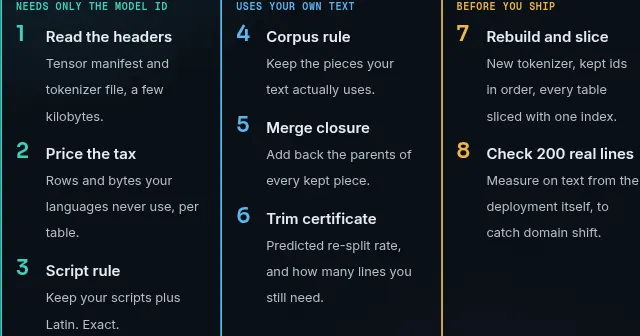 NEEDS ONLY THE MODEL ID
1 Read the headers
Tensor manifest and
tokenizer file, a few
kilobytes.
2 Price the tax
Rows and bytes your
languages never use, per
table.
3 Script rule
Keep your scripts plus
Latin. Exact.
USES YOUR OWN TEXT
4 Corpus rule
Keep the pieces your
text actually uses.
5 Merge closure
Add back the parents of
every kept piece.
6 Trim certificate
Predicted re-split rate,
and how many lines you
still need.
BEFORE YOU SHIP
7 Rebuild and slice
New tokenizer, kept ids
in order, every table
sliced with one index.
8 Check 200 real lines
Measure on text from the
deployment itself, to
catch domain shift.